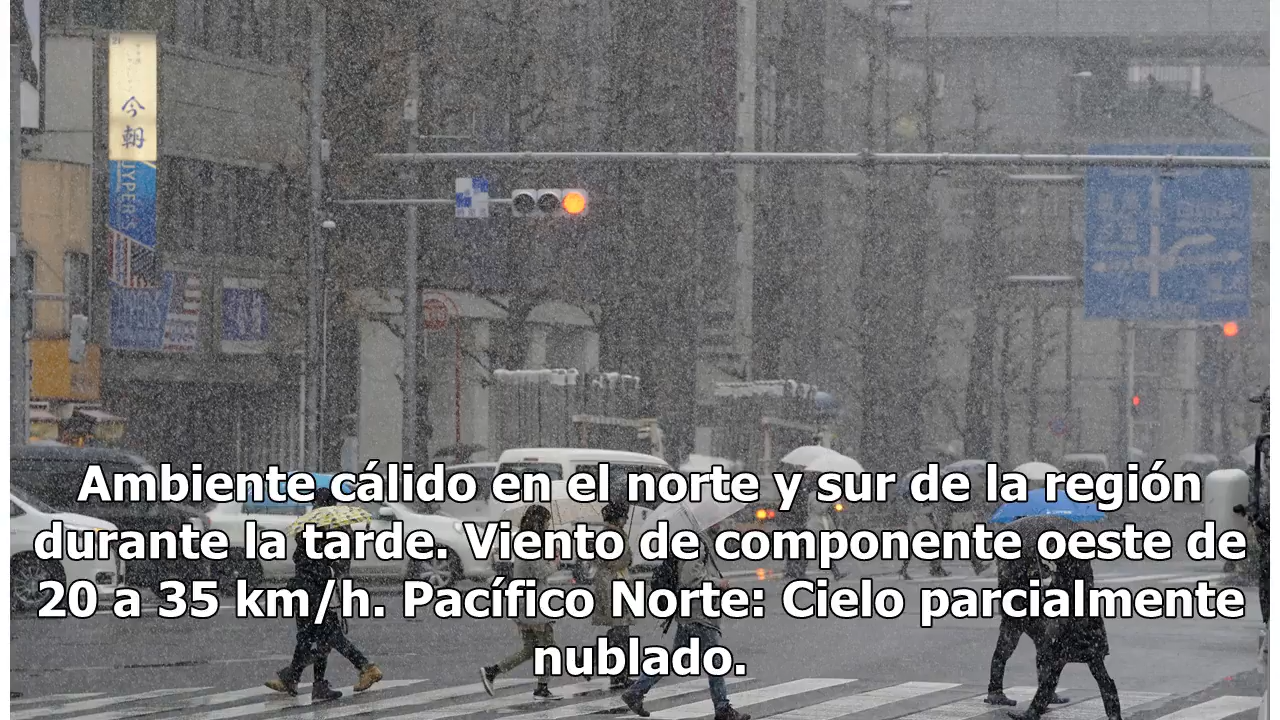 今朝
HYPER'S
Ambiente cálido en el norte y sur de la región
durante la tarde. Viento de componente oeste de
20 a 35 km/h. Pacífico Norte: Cielo parcialmente
nublado.